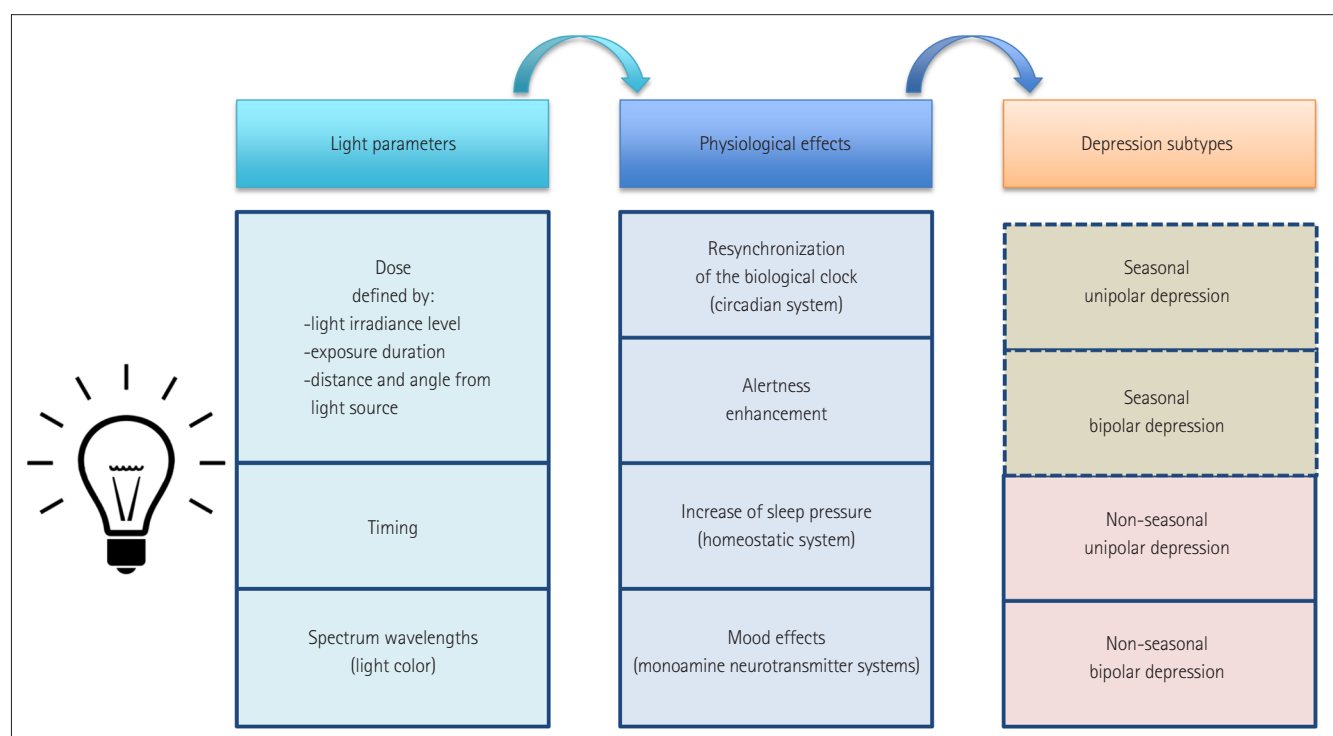 Light parameters
Physiological effects
Depression subtypes
Dose
defined by:
-light irradiance level
-exposure duration
-distance and angle from
light source
Timing
Spectrum wavelengths
(light color)
Resynchronization
of the biological clock
(circadian system)
Alertness
enhancement
Increase of sleep pressure
(homeostatic system)
Mood effects
(monoamine neurotransmitter systems)
Seasonal
unipolar depression
Seasonal
bipolar depression
Non-seasonal
unipolar depression
Non-seasonal
bipolar depression